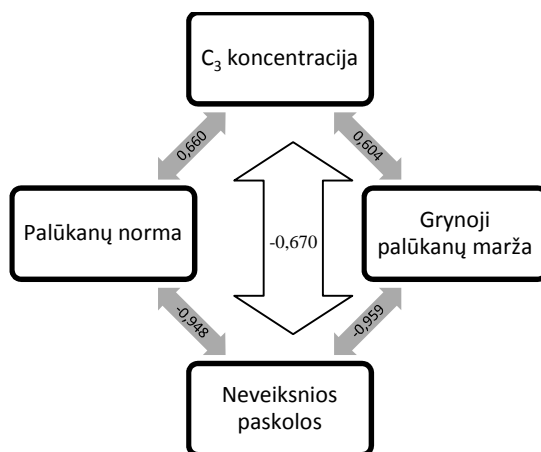 C₃ koncentracija
0,660
0,604
Palūkanų norma
-0,670
Grynoji
palūkanų marža
-0,948
-0,959
Neveiksnios
paskolos